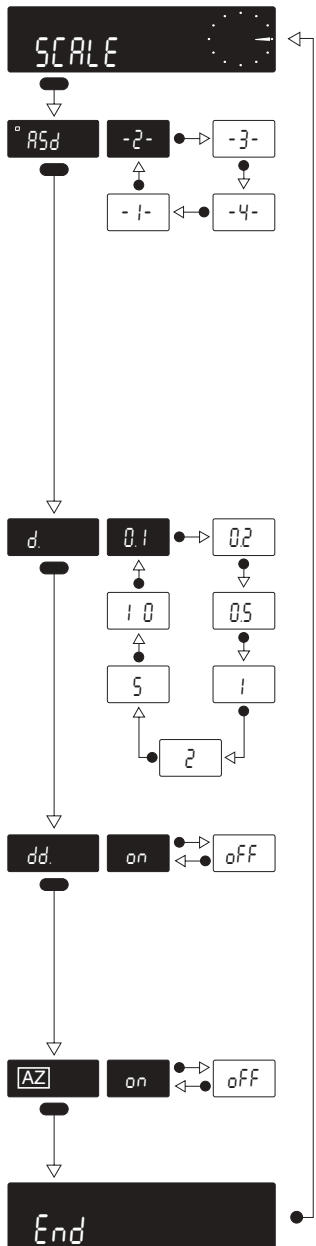 SCALE
° ASd -2- -3-
-1- -4-
d. 0.1 0.2
10 0.5
5 1
2
dd. on oFF
AZ on oFF
End